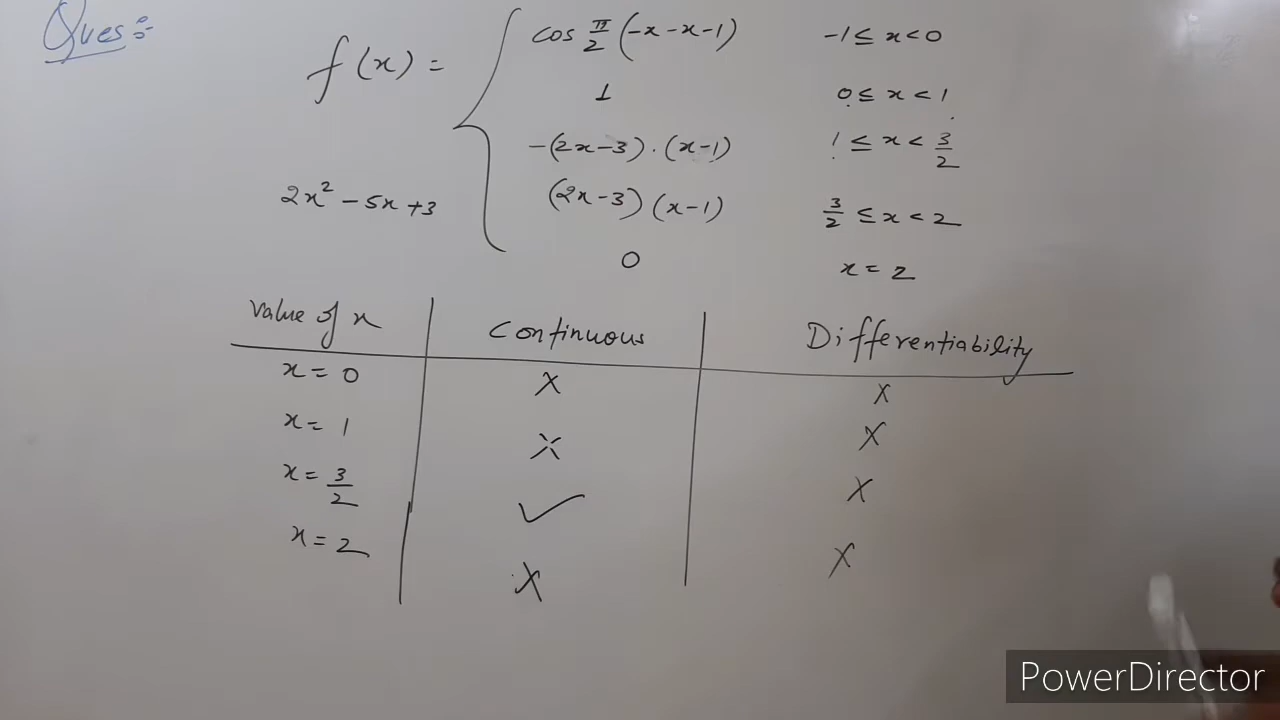 Ques:-
f(x) =
cos π/2 (-x-x-1) -1 ≤ x < 0
1 0 ≤ x < 1
-(2x-3).(x-1) 1 ≤ x < 3/2
2x² - 5x + 3
(2x-3)(x-1) 3/2 ≤ x < 2
0 x = 2
Value of x Continuous Differentiability
x = 0 X X
x = 1 X X
x = 3/2 ✓ X
x = 2 X X
PowerDirector